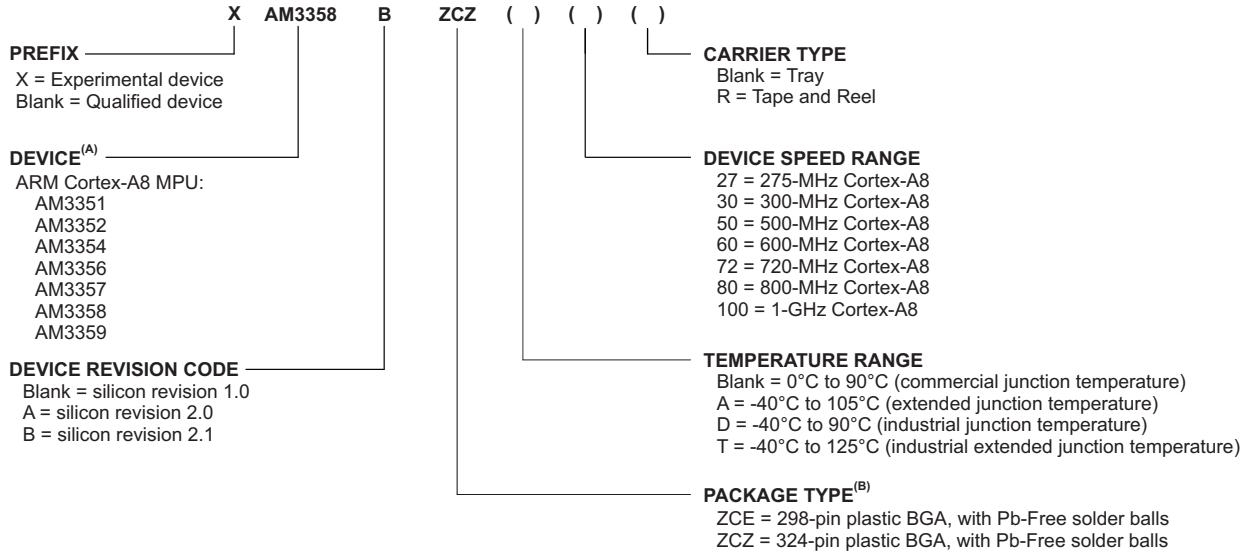 X AM3358 B ZCZ ( ) ( ) ( )
PREFIX
X = Experimental device
Blank = Qualified device
DEVICE(A)
ARM Cortex-A8 MPU:
AM3351
AM3352
AM3354
AM3356
AM3357
AM3358
AM3359
DEVICE REVISION CODE
Blank = silicon revision 1.0
A = silicon revision 2.0
B = silicon revision 2.1
CARRIER TYPE
Blank = Tray
R = Tape and Reel
DEVICE SPEED RANGE
27 = 275-MHz Cortex-A8
30 = 300-MHz Cortex-A8
50 = 500-MHz Cortex-A8
60 = 600-MHz Cortex-A8
72 = 720-MHz Cortex-A8
80 = 800-MHz Cortex-A8
100 = 1-GHz Cortex-A8
TEMPERATURE RANGE
Blank = 0°C to 90°C (commercial junction temperature)
A = -40°C to 105°C (extended junction temperature)
D = -40°C to 90°C (industrial junction temperature)
T = -40°C to 125°C (industrial extended junction temperature)
PACKAGE TYPE(B)
ZCE = 298-pin plastic BGA, with Pb-Free solder balls
ZCZ = 324-pin plastic BGA, with Pb-Free solder balls